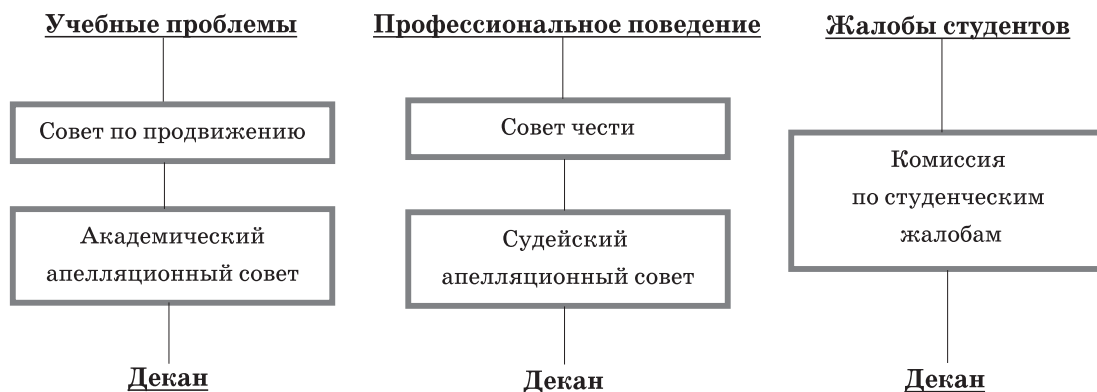 Учебные проблемы
Совет по продвижению
Академический
апелляционный совет
Декан
Профессиональное поведение
Совет чести
Судейский
апелляционный совет
Декан
Жалобы студентов
Комиссия
по студенческим
жалобам
Декан